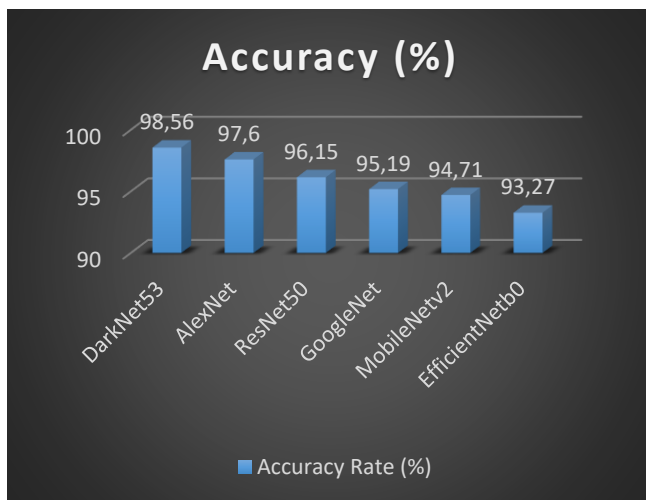 Accuracy (%)
100
95
90
98,56
97,6
96,15
95,19
94,71
93,27
DarkNet53
AlexNet
ResNet50
GoogleNet
MobileNetv2
EfficientNetb0
Accuracy Rate (%)